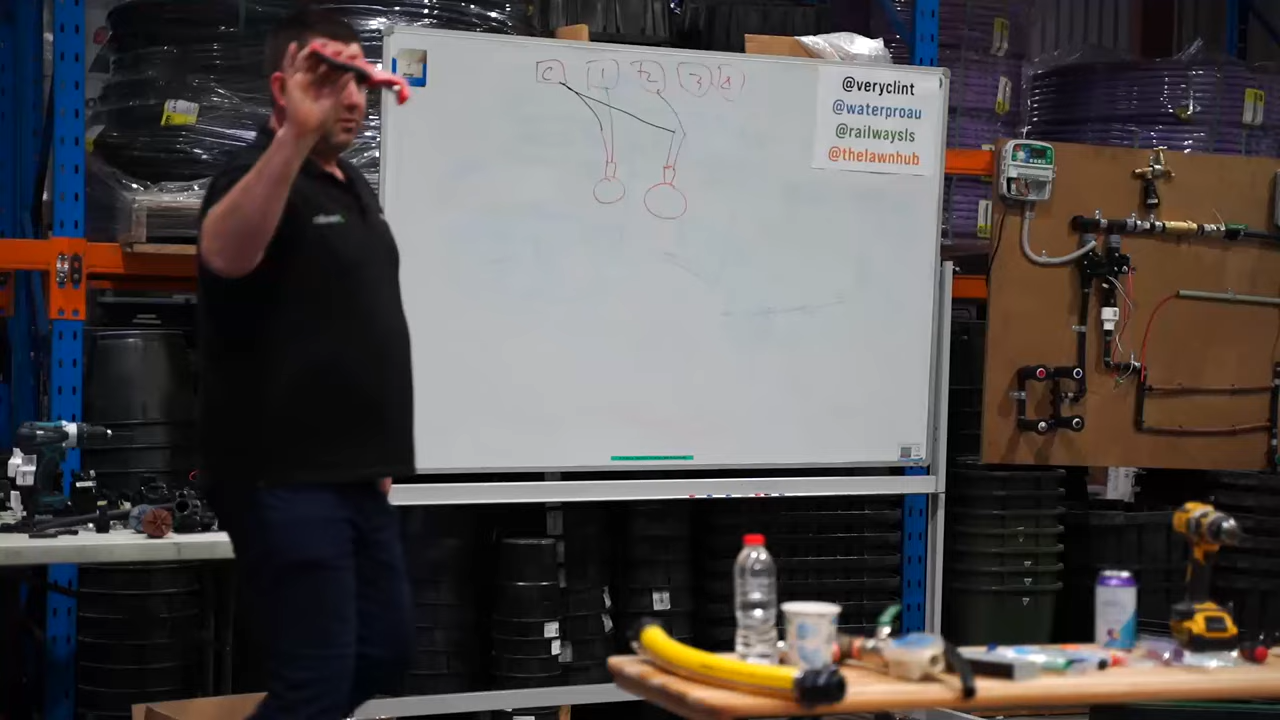 C 1 2 3 4
@veryclint
@waterproau
@railwaysls
@thelawnhub